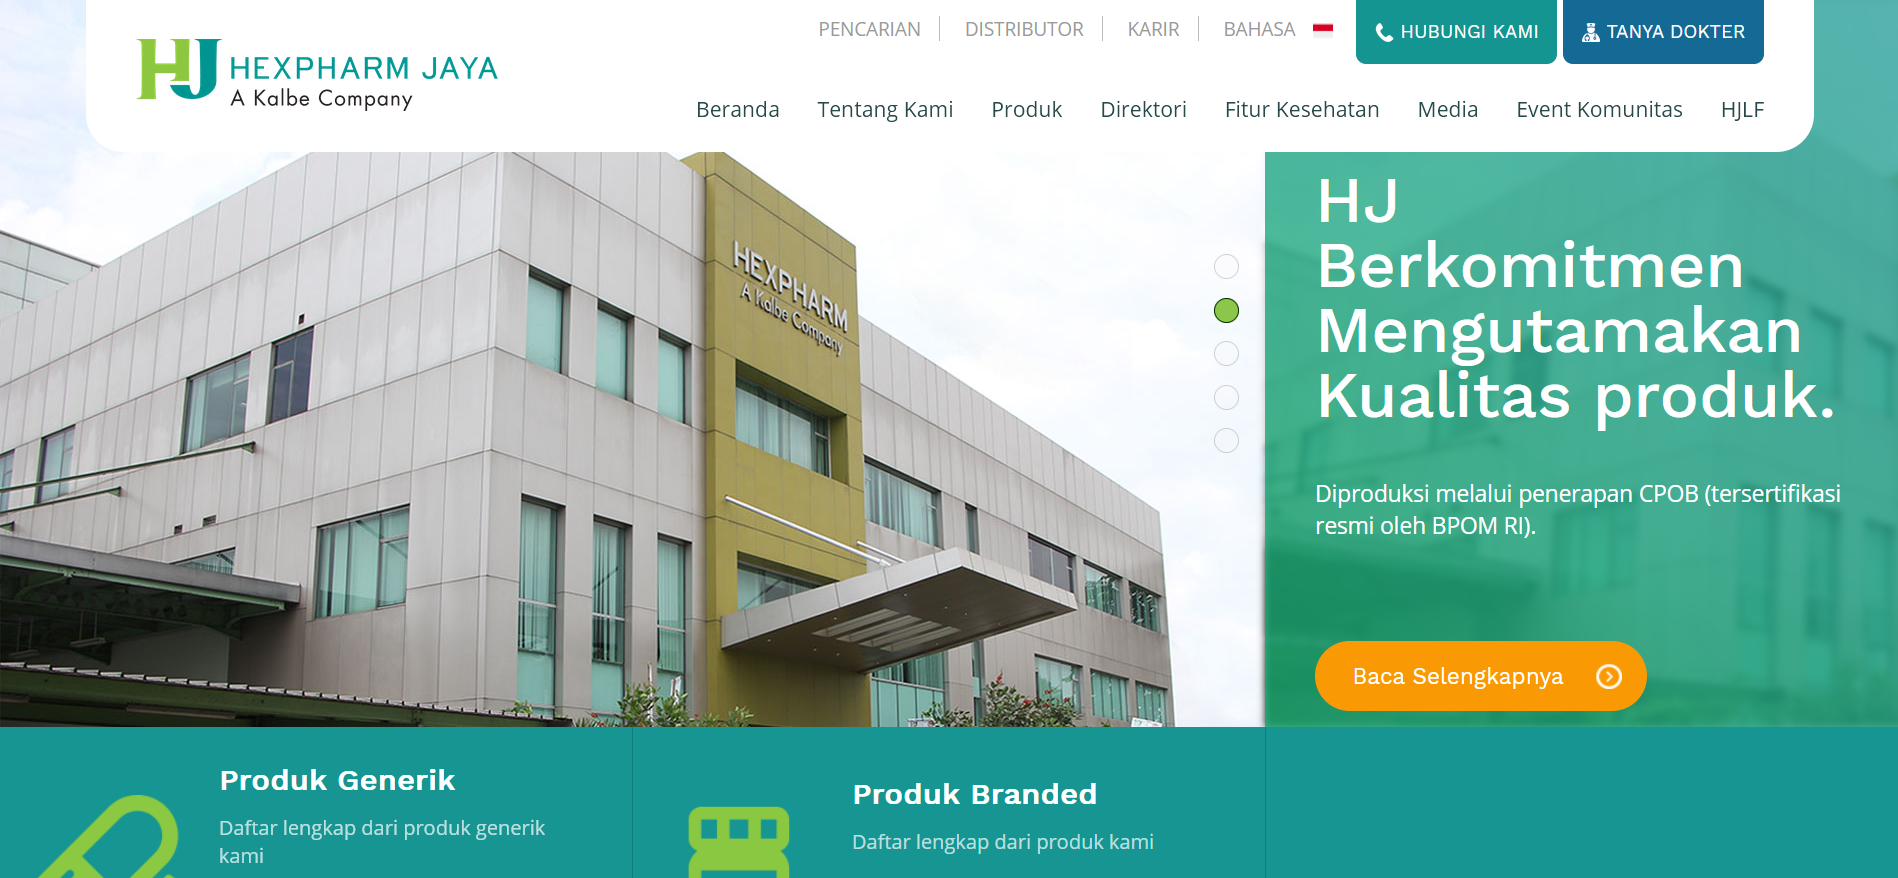 PENCARIAN
DISTRIBUTOR
KARIR
BAHASA
HUBUNGI KAMI
TANYA DOKTER
HJ HEXPHARM JAYA
A Kalbe Company
Beranda
Tentang Kami
Produk
Direktori
Fitur Kesehatan
Media
Event Komunitas
HJLF
HEXPHARM
A Kalbe Company
HJ
Berkomitmen
Mengutamakan
Kualitas produk.
Diproduksi melalui penerapan CPOB (tersertifikasi
resmi oleh BPOM RI).
Baca Selengkapnya
Produk Generik
Daftar lengkap dari produk generik
kami
Produk Branded
Daftar lengkap dari produk kami